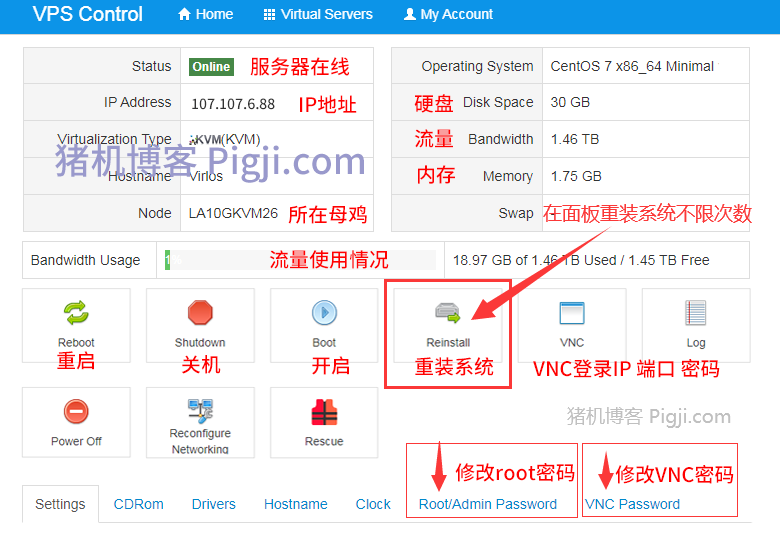 VPS Control Home Virtual Servers My Account
Status Online 服务器在线
Operating System CentOS 7 x86_64 Minimal
IP Address 107.107.6.88 IP地址
硬盘 Disk Space 30 GB
Virtualization Type KVM(KVM)
流量 Bandwidth 1.46 TB
猪机博客 Pigji.com
Hostname Virlos
内存 Memory 1.75 GB
Node LA10GKVM26 所在母鸡
Swap 在面板重装系统不限次数
Bandwidth Usage 1 流量使用情况 18.97 GB of 1.46 TB Used / 1.45 TB Free
Reboot Shutdown Boot Reinstall VNC Log
重启 关机 开启 重装系统 VNC登录IP 端口 密码
猪机博客 Pigji.com
Power Off Reconfigure Networking Rescue
修改root密码 修改VNC密码
Settings CDRom Drivers Hostname Clock Root/Admin Password VNC Password